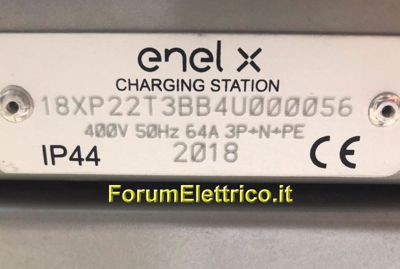 enel x
CHARGING STATION
18XP22T3BB4U000056
400V 50Hz 64A 3P+N+PE
IP44 2018 CE
ForumElettrico.it